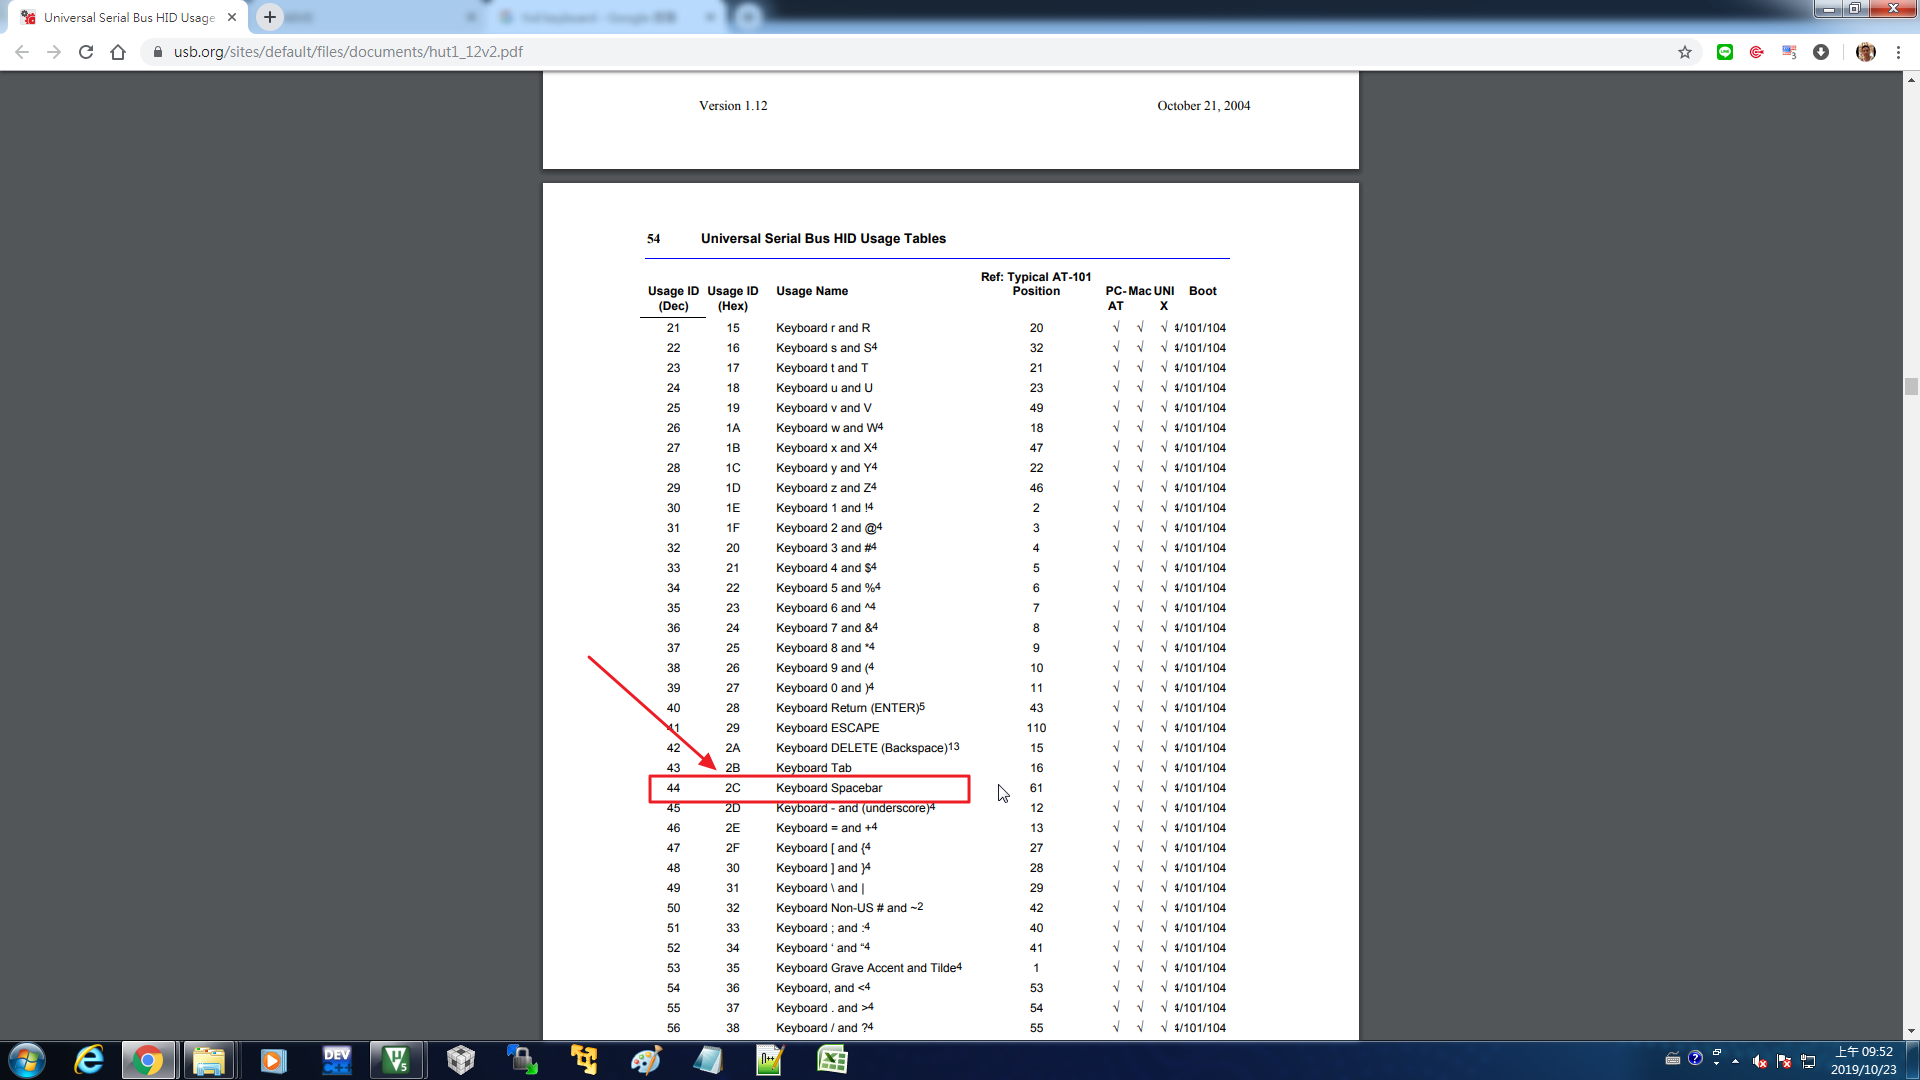 Universal Serial Bus HID Usage
usb.org/sites/default/files/documents/hut1_12v2.pdf
Version 1.12 October 21, 2004
54 Universal Serial Bus HID Usage Tables
Ref: Typical AT-101
Usage ID Usage ID Usage Name Position PC- Mac UNI Boot
(Dec) (Hex) AT X
21 15 Keyboard r and R 20 √ √ √ 4/101/104
22 16 Keyboard s and S4 32 √ √ √ 4/101/104
23 17 Keyboard t and T 21 √ √ √ 4/101/104
24 18 Keyboard u and U 23 √ √ √ 4/101/104
25 19 Keyboard v and V 49 √ √ √ 4/101/104
26 1A Keyboard w and W4 18 √ √ √ 4/101/104
27 1B Keyboard x and X4 47 √ √ √ 4/101/104
28 1C Keyboard y and Y4 22 √ √ √ 4/101/104
29 1D Keyboard z and Z4 46 √ √ √ 4/101/104
30 1E Keyboard 1 and !4 2 √ √ √ 4/101/104
31 1F Keyboard 2 and @4 3 √ √ √ 4/101/104
32 20 Keyboard 3 and #4 4 √ √ √ 4/101/104
33 21 Keyboard 4 and $4 5 √ √ √ 4/101/104
34 22 Keyboard 5 and %4 6 √ √ √ 4/101/104
35 23 Keyboard 6 and ^4 7 √ √ √ 4/101/104
36 24 Keyboard 7 and &4 8 √ √ √ 4/101/104
37 25 Keyboard 8 and *4 9 √ √ √ 4/101/104
38 26 Keyboard 9 and (4 10 √ √ √ 4/101/104
39 27 Keyboard 0 and )4 11 √ √ √ 4/101/104
40 28 Keyboard Return (ENTER)5 43 √ √ √ 4/101/104
41 29 Keyboard ESCAPE 110 √ √ √ 4/101/104
42 2A Keyboard DELETE (Backspace)13 15 √ √ √ 4/101/104
43 2B Keyboard Tab 16 √ √ √ 4/101/104
44 2C Keyboard Spacebar 61 √ √ √ 4/101/104
45 2D Keyboard - and (underscore)4 12 √ √ √ 4/101/104
46 2E Keyboard = and +4 13 √ √ √ 4/101/104
47 2F Keyboard [ and {4 27 √ √ √ 4/101/104
48 30 Keyboard ] and }4 28 √ √ √ 4/101/104
49 31 Keyboard \ and | 29 √ √ √ 4/101/104
50 32 Keyboard Non-US # and ~2 42 √ √ √ 4/101/104
51 33 Keyboard ; and :4 40 √ √ √ 4/101/104
52 34 Keyboard ‘ and “4 41 √ √ √ 4/101/104
53 35 Keyboard Grave Accent and Tilde4 1 √ √ √ 4/101/104
54 36 Keyboard, and <4 53 √ √ √ 4/101/104
55 37 Keyboard . and >4 54 √ √ √ 4/101/104
56 38 Keyboard / and ?4 55 √ √ √ 4/101/104
DEV
C++
上午 09:52
2019/10/23